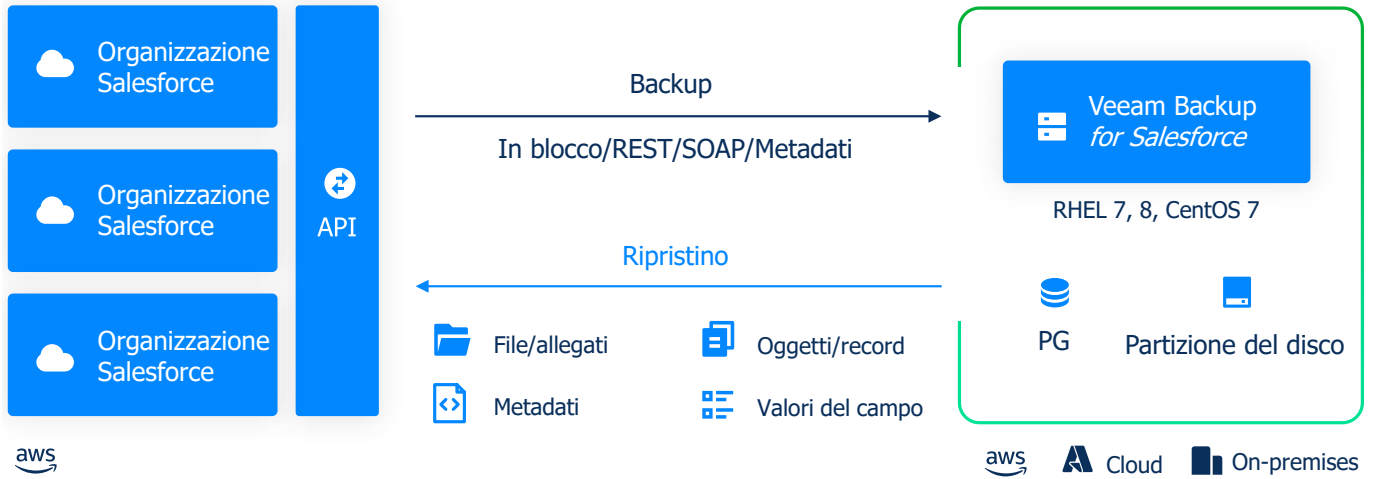 Organizzazione
Salesforce
Organizzazione
Salesforce
Organizzazione
Salesforce
API
aws
Backup
In blocco/REST/SOAP/Metadati
Ripristino
File/allegati
Oggetti/record
Metadati
Valori del campo
Veeam Backup
for Salesforce
RHEL 7, 8, CentOS 7
PG
Partizione del disco
aws
Cloud
On-premises